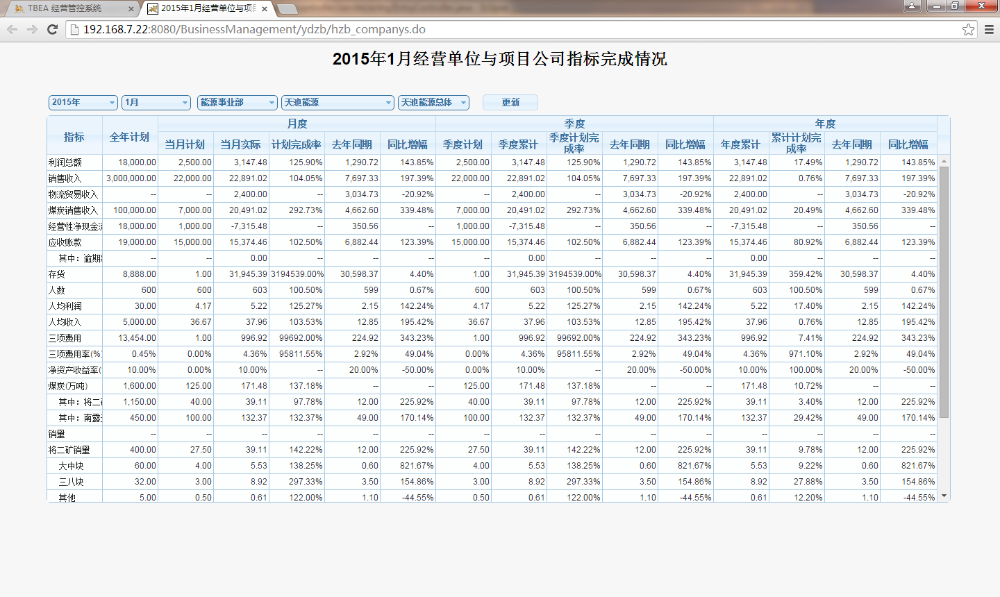 TBEA 经营管控系统
2015年1月经营单位与项目
192.168.7.22:8080/BusinessManagement/ydzb/hzb_companys.do
2015年1月经营单位与项目公司指标完成情况
2015年 1月 能源事业部 天池能源 天池能源总体 更新
指标 全年计划 月度 季度 年度
当月计划 当月实际 计划完成率 去年同期 同比增幅 季度计划 季度累计 季度计划完成率 去年同期 同比增幅 年度累计 累计计划完成率 去年同期 同比增幅
利润总额 18,000.00 2,500.00 3,147.48 125.90% 1,290.72 143.85% 2,500.00 3,147.48 125.90% 1,290.72 143.85% 3,147.48 17.49% 1,290.72 143.85%
销售收入 3,000,000.00 22,000.00 22,891.02 104.05% 7,697.33 197.39% 22,000.00 22,891.02 104.05% 7,697.33 197.39% 22,891.02 0.76% 7,697.33 197.39%
物流贸易收入 -- -- 2,400.00 -- 3,034.73 -20.92% -- 2,400.00 -- 3,034.73 -20.92% 2,400.00 -- 3,034.73 -20.92%
煤炭销售收入 100,000.00 7,000.00 20,491.02 292.73% 4,662.60 339.48% 7,000.00 20,491.02 292.73% 4,662.60 339.48% 20,491.02 20.49% 4,662.60 339.48%
经营性净现金流 18,000.00 1,000.00 -7,315.48 -- 350.56 -- 1,000.00 -7,315.48 -- 350.56 -- -7,315.48 -- 350.56 --
应收账款 19,000.00 15,000.00 15,374.46 102.50% 6,882.44 123.39% 15,000.00 15,374.46 102.50% 6,882.44 123.39% 15,374.46 80.92% 6,882.44 123.39%
其中：逾期 -- -- 0.00 -- -- -- -- 0.00 -- -- -- 0.00 -- -- --
存货 8,888.00 1.00 31,945.39 3194539.00% 30,598.37 4.40% 1.00 31,945.39 3194539.00% 30,598.37 4.40% 31,945.39 359.42% 30,598.37 4.40%
人数 600 600 603 100.50% 599 0.67% 600 603 100.50% 599 0.67% 603 100.50% 599 0.67%
人均利润 30.00 4.17 5.22 125.27% 2.15 142.24% 4.17 5.22 125.27% 2.15 142.24% 5.22 17.40% 2.15 142.24%
人均收入 5,000.00 36.67 37.96 103.53% 12.85 195.42% 36.67 37.96 103.53% 12.85 195.42% 37.96 0.76% 12.85 195.42%
三项费用 13,454.00 1.00 996.92 99692.00% 224.92 343.23% 1.00 996.92 99692.00% 224.92 343.23% 996.92 7.41% 224.92 343.23%
三项费用率(%) 0.45% 0.00% 4.36% 95811.55% 2.92% 49.04% 0.00% 4.36% 95811.55% 2.92% 49.04% 4.36% 971.10% 2.92% 49.04%
净资产收益率( 10.00% 0.00% 10.00% -- 20.00% -50.00% 0.00% 10.00% -- 20.00% -50.00% 10.00% 100.00% 20.00% -50.00%
煤炭(万吨) 1,600.00 125.00 171.48 137.18% -- -- 125.00 171.48 137.18% -- -- 171.48 10.72% -- --
其中：将二 1,150.00 40.00 39.11 97.78% 12.00 225.92% 40.00 39.11 97.78% 12.00 225.92% 39.11 3.40% 12.00 225.92%
其中：南露 450.00 100.00 132.37 132.37% 49.00 170.14% 100.00 132.37 132.37% 49.00 170.14% 132.37 29.42% 49.00 170.14%
销量 -- -- -- -- -- -- -- -- -- -- -- -- -- -- --
将二矿销量 400.00 27.50 39.11 142.22% 12.00 225.92% 27.50 39.11 142.22% 12.00 225.92% 39.11 9.78% 12.00 225.92%
大中块 60.00 4.00 5.53 138.25% 0.60 821.67% 4.00 5.53 138.25% 0.60 821.67% 5.53 9.22% 0.60 821.67%
三八块 32.00 3.00 8.92 297.33% 3.50 154.86% 3.00 8.92 297.33% 3.50 154.86% 8.92 27.88% 3.50 154.86%
其他 5.00 0.50 0.61 122.00% 1.10 -44.55% 0.50 0.61 122.00% 1.10 -44.55% 0.61 12.20% 1.10 -44.55%